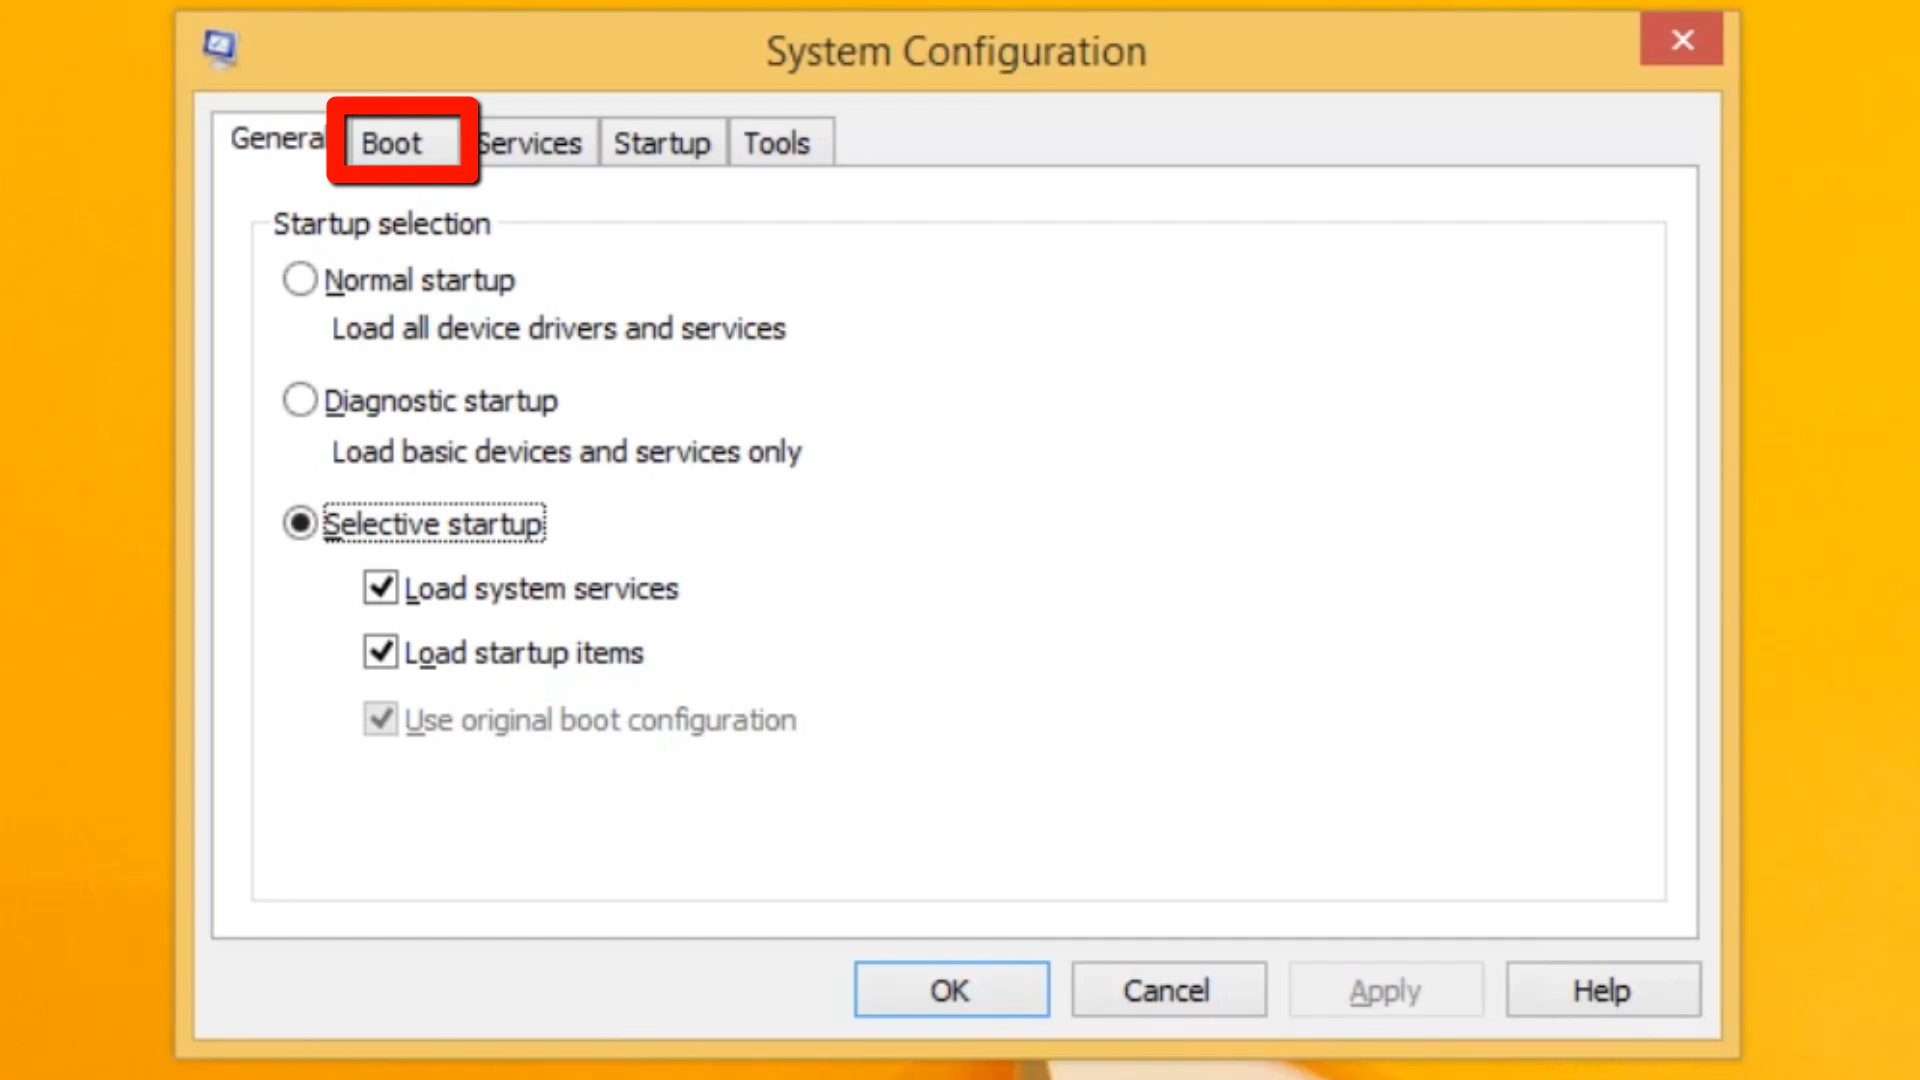 System Configuration
General Boot Services Startup Tools
Startup selection
Normal startup
Load all device drivers and services
Diagnostic startup
Load basic devices and services only
Selective startup
Load system services
Load startup items
Use original boot configuration
OK Cancel Apply Help